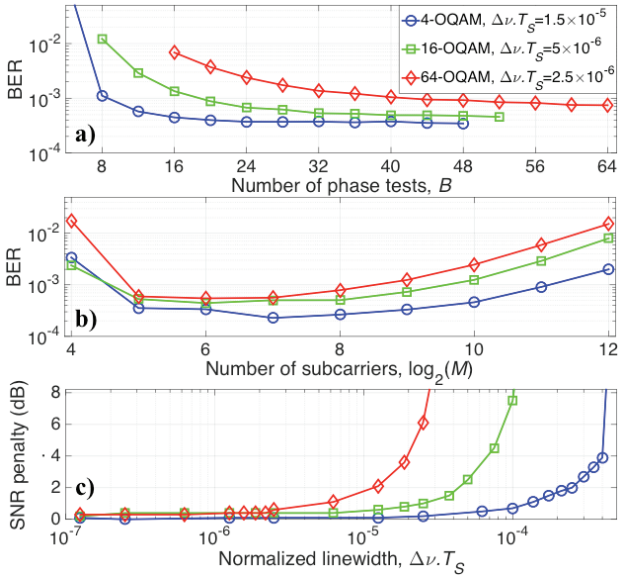 BER
10^-2
10^-3
10^-4
a)
4-OQAM, Δν.T_S=1.5×10^-5
16-OQAM, Δν.T_S=5×10^-6
64-OQAM, Δν.T_S=2.5×10^-6
8 16 24 32 40 48 56 64
Number of phase tests, B
BER
10^-2
10^-3
10^-4
b)
4 6 8 10 12
Number of subcarriers, log_2(M)
SNR penalty (dB)
8
6
4
2
0
c)
10^-7 10^-6 10^-5 10^-4
Normalized linewidth, Δν.T_S